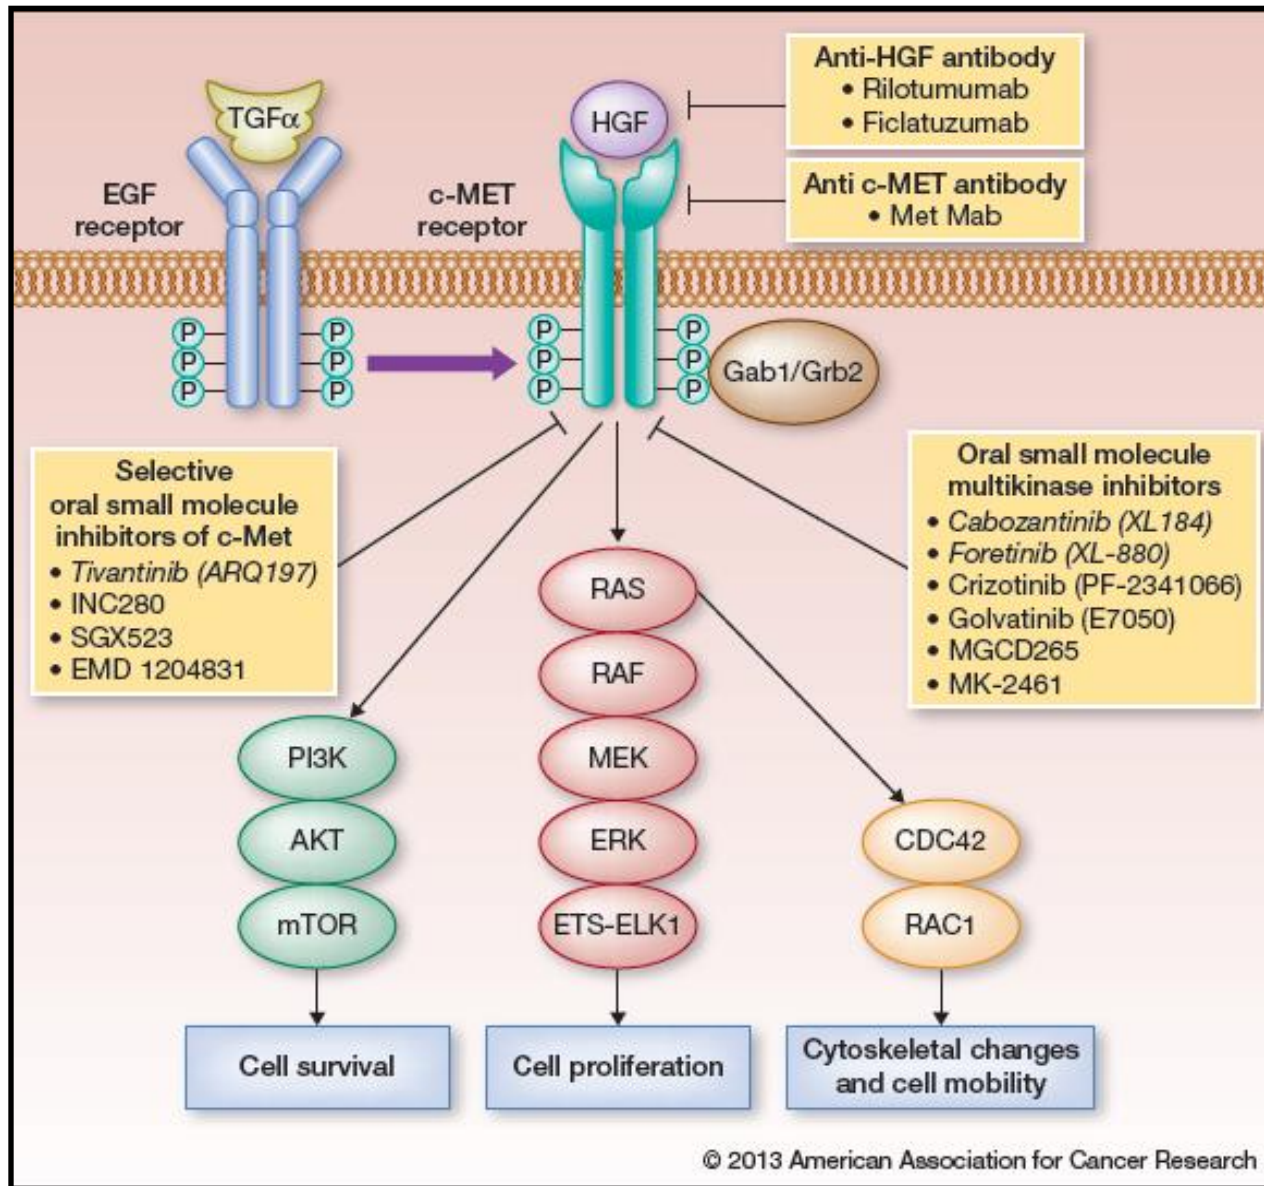 TGFα
EGF
receptor
HGF
c-MET
receptor
Anti-HGF antibody
• Rilotumumab
• Ficlatuzumab
Anti c-MET antibody
• Met Mab
P
P
P
P
P
P
P
P
P
P
P
P
Gab1/Grb2
Selective
oral small molecule
inhibitors of c-Met
• Tivantinib (ARQ197)
• INC280
• SGX523
• EMD 1204831
Oral small molecule
multikinase inhibitors
• Cabozantinib (XL184)
• Foretinib (XL-880)
• Crizotinib (PF-2341066)
• Golvatinib (E7050)
• MGCD265
• MK-2461
PI3K
AKT
mTOR
RAS
RAF
MEK
ERK
ETS-ELK1
CDC42
RAC1
Cell survival
Cell proliferation
Cytoskeletal changes
and cell mobility
© 2013 American Association for Cancer Research